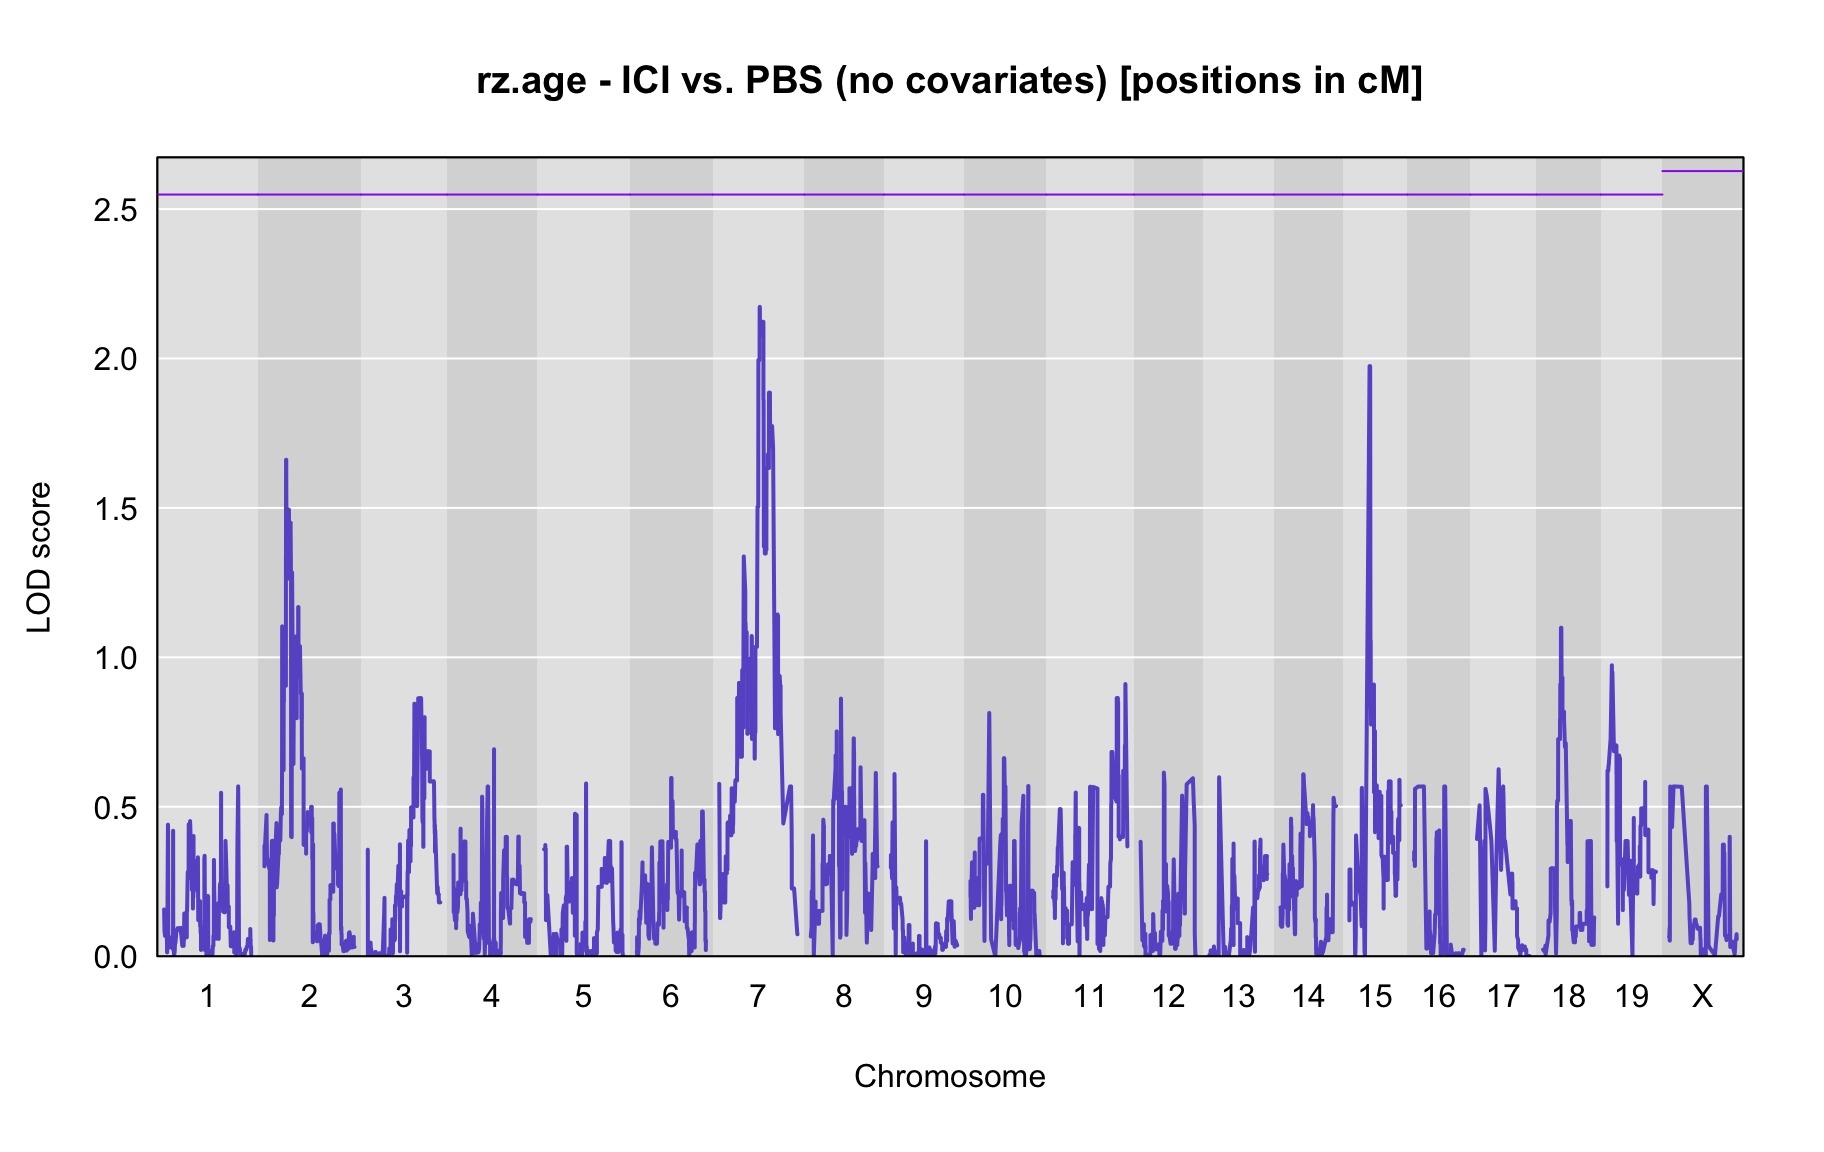 rz.age - ICI vs. PBS (no covariates) [positions in cM]
2.5
2.0
1.5
1.0
0.5
0.0
LOD score
1 2 3 4 5 6 7 8 9 10 11 12 13 14 15 16 17 18 19 X
Chromosome